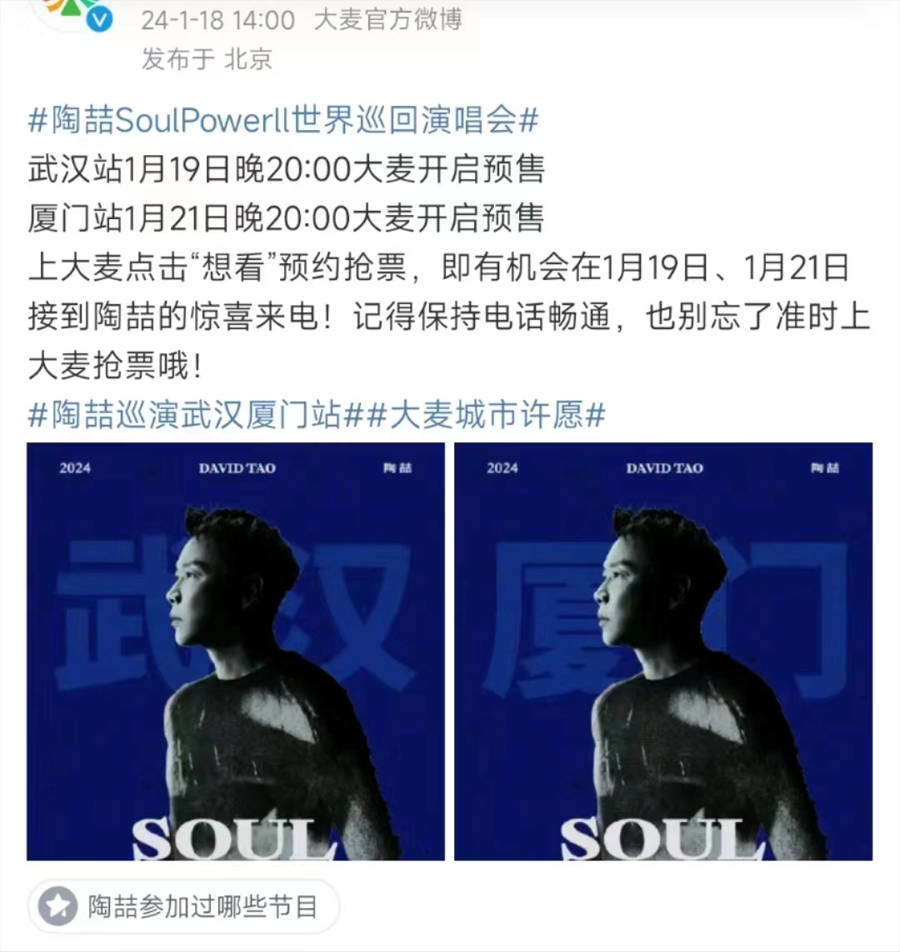 24-1-18 14:00 大麦官方微博
发布于 北京
#陶喆SoulPowerll世界巡回演唱会#
武汉站1月19日晚20:00大麦开启预售
厦门站1月21日晚20:00大麦开启预售
上大麦点击“想看”预约抢票，即有机会在1月19日、1月21日
接到陶喆的惊喜来电！记得保持电话畅通，也别忘了准时上
大麦抢票哦！
#陶喆巡演武汉厦门站##大麦城市许愿#
2024 DAVID TAO 陶喆
武汉
SOUL
2024 DAVID TAO 陶喆
厦门
SOUL
陶喆参加过哪些节目